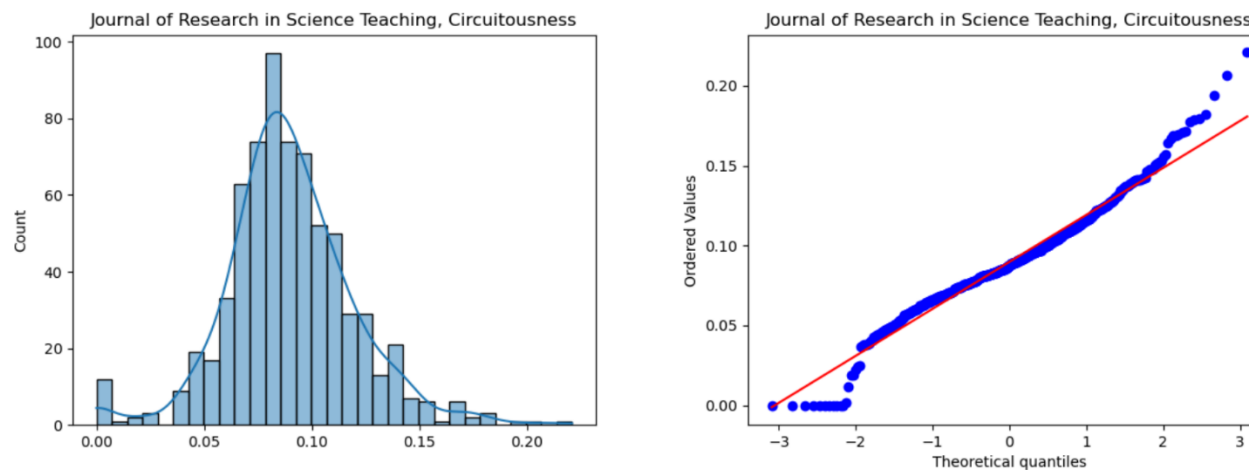 Journal of Research in Science Teaching, Circuitousness
100
80
60
40
20
0
Count
0.00 0.05 0.10 0.15 0.20
Journal of Research in Science Teaching, Circuitousness
0.20
0.15
0.10
0.05
0.00
Ordered Values
−3 −2 −1 0 1 2 3
Theoretical quantiles